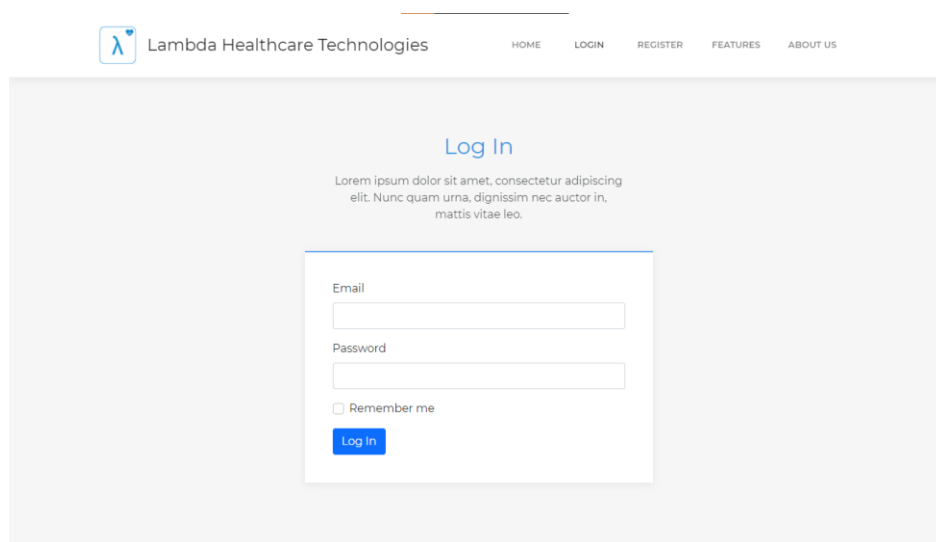 λ Lambda Healthcare Technologies HOME LOGIN REGISTER FEATURES ABOUT US
Log In
Lorem ipsum dolor sit amet, consectetur adipiscing
elit. Nunc quam urna, dignissim nec auctor in,
mattis vitae leo.
Email
Password
Remember me
Log In